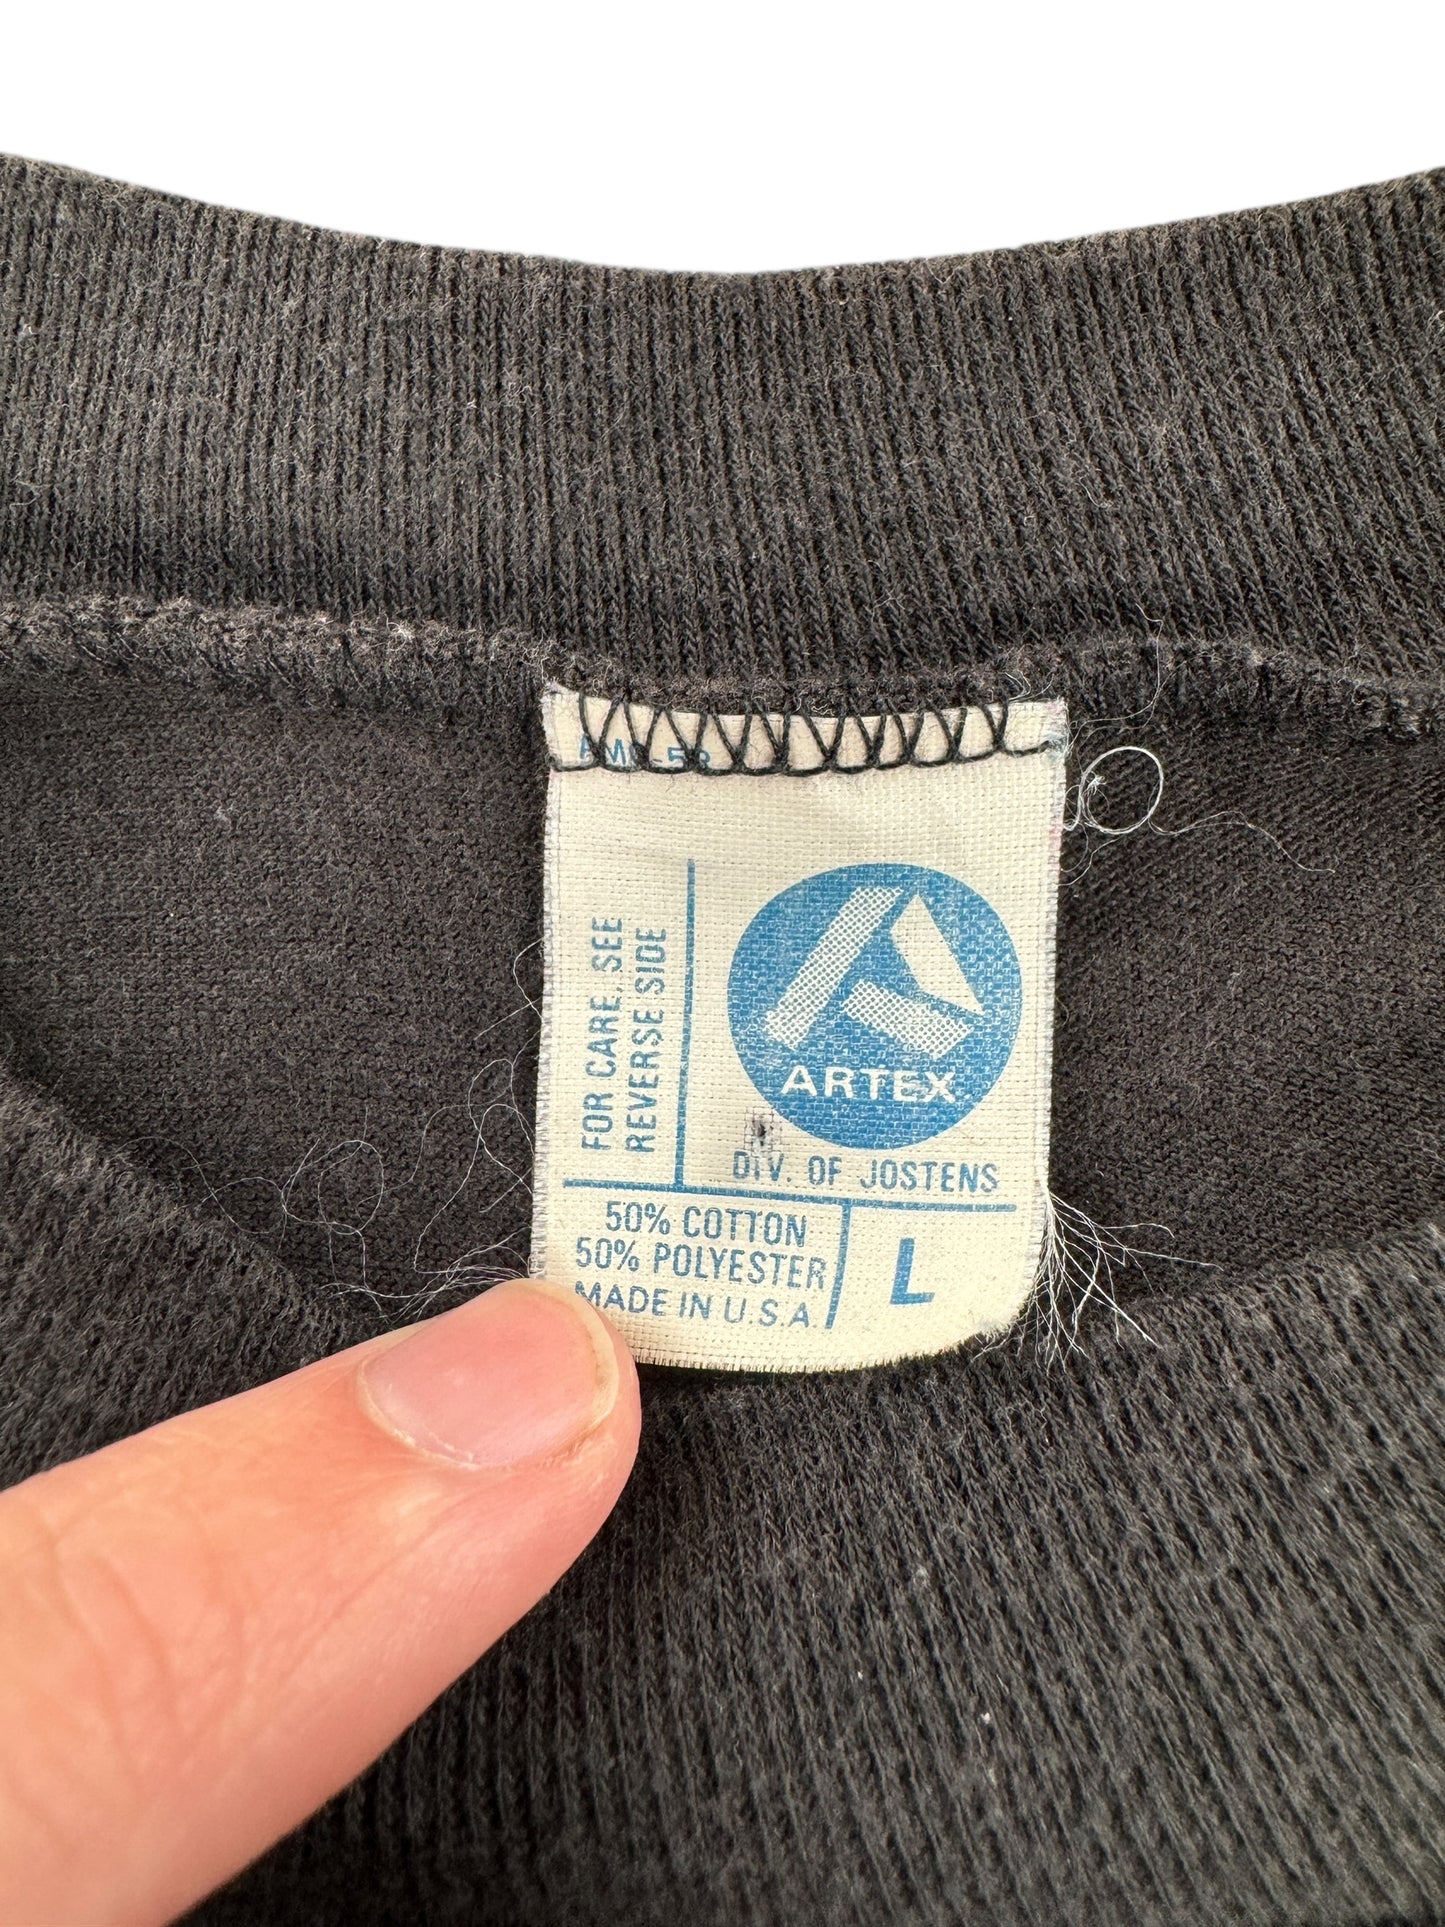 FOR CARE, SEE
REVERSE SIDE
ARTEX
DIV. OF JOSTENS
50% COTTON
50% POLYESTER
MADE IN U.S.A.
L